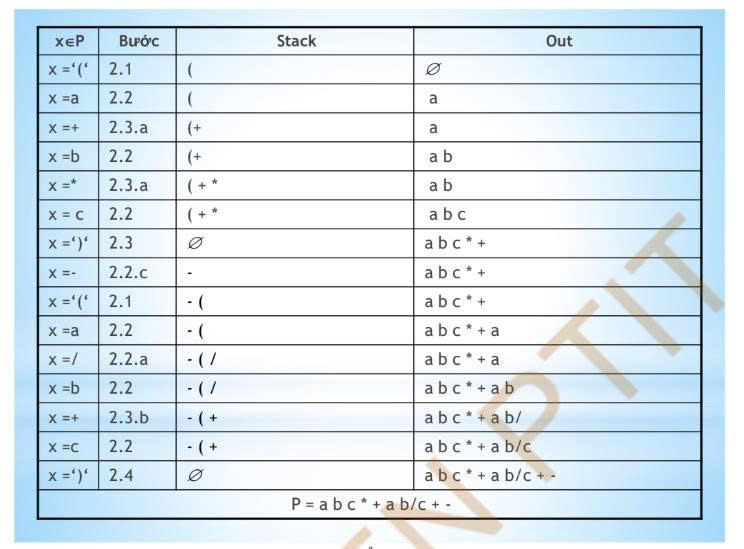 x∈P Bước Stack Out
x =‘(‘ 2.1 ( ∅
x =a 2.2 ( a
x =+ 2.3.a (+ a
x =b 2.2 (+ a b
x =* 2.3.a ( + * a b
x = c 2.2 ( + * a b c
x =‘)‘ 2.3 ∅ a b c * +
x =- 2.2.c - a b c * +
x =‘(‘ 2.1 - ( a b c * +
x =a 2.2 - ( a b c * + a
x =/ 2.2.a - ( / a b c * + a
x =b 2.2 - ( / a b c * + a b
x =+ 2.3.b - ( + a b c * + a b/
x =c 2.2 - ( + a b c * + a b/c
x =‘)‘ 2.4 ∅ a b c * + a b/c + -
P = a b c * + a b/c + -
EN PTIT